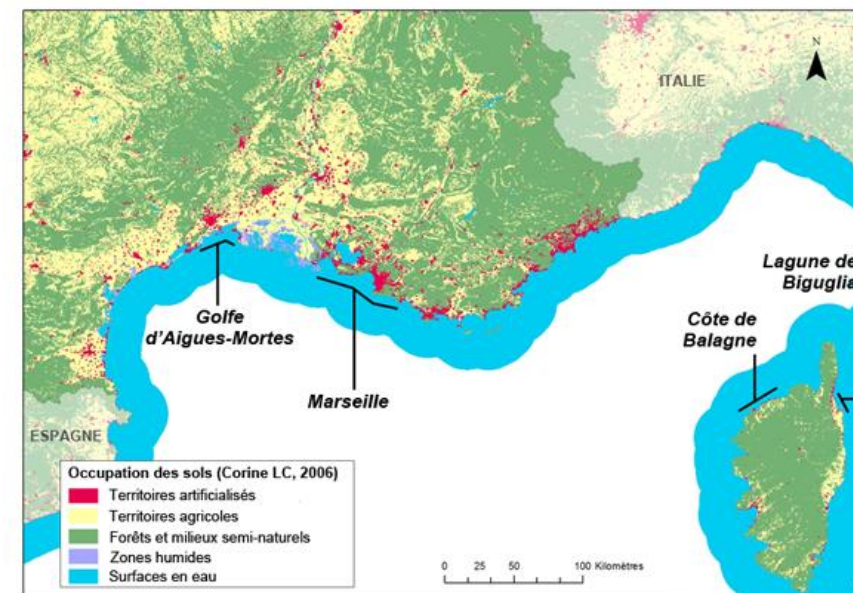 N
ITALIE
Lagune de
Biguglia
Golfe
d'Aigues-Mortes
Côte de
Balagne
Marseille
ESPAGNE
Occupation des sols (Corine LC, 2006)
Territoires artificialisés
Territoires agricoles
Forêts et milieux semi-naturels
Zones humides
Surfaces en eau
0 25 50 100 Kilomètres